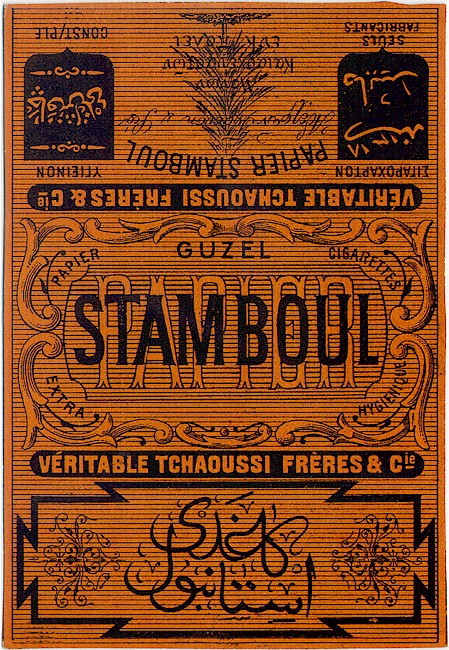 VÉRITABLE TCHAOUSSI FRÈRES & Cie
ΣΙΓΑΡΟΧΑΡΤΟΝ
PAPIER STAMBOUL
ΥΓΙΕΙΝΟΝ
SEULS
FABRICANTS
CONST/PLE
GUZEL
PAPIER
CIGARETTES
PAPIER
STAMBOUL
EXTRA
HYGIENIQUE
VÉRITABLE TCHAOUSSI FRÈRES & Cie
كاغدى
استانبول